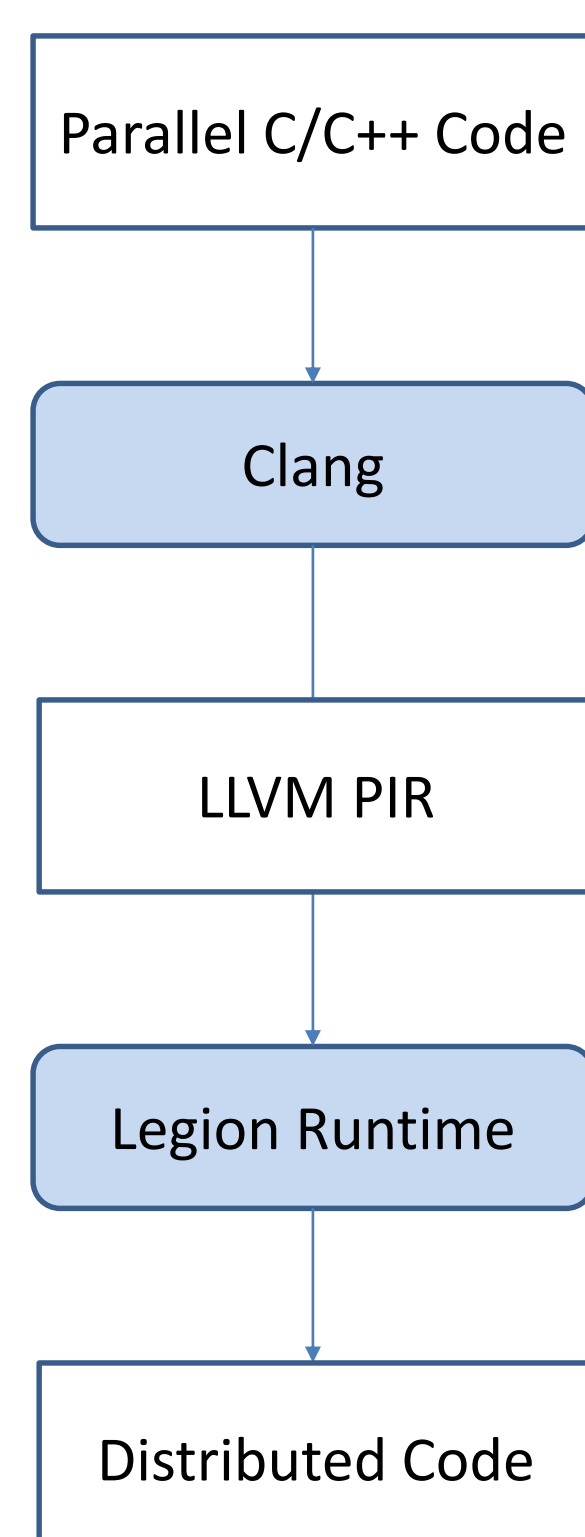 Parallel C/C++ Code
Clang
LLVM PIR
Legion Runtime
Distributed Code